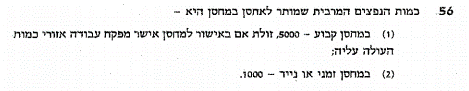 56 כמות הנפצים המרבית שמותר לאחסן במחסן היא –
(1) במחסן קבוע – 5000, זולת אם באישור למחסן אישר מפקח עבודה אזורי כמות
העולה עליה;
(2) במחסן זמני או נייד – 1000.